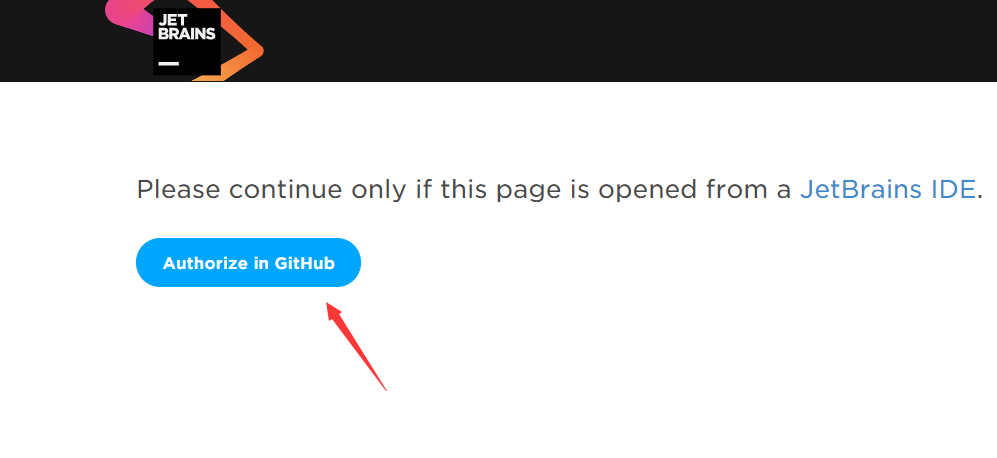 JET
BRAINS
Please continue only if this page is opened from a JetBrains IDE.
Authorize in GitHub